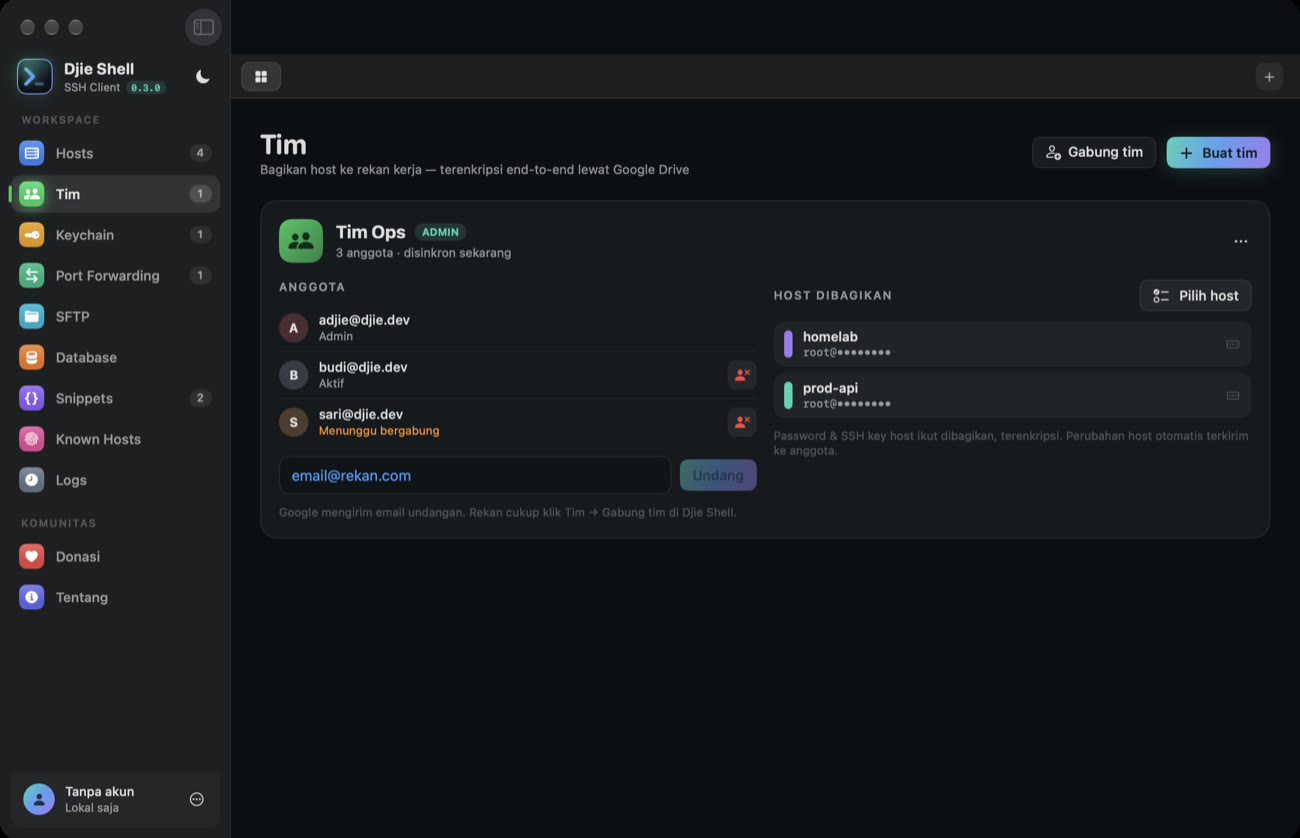 Djie Shell
SSH Client 0.3.0
WORKSPACE
Hosts 4
Tim 1
Keychain 1
Port Forwarding 1
SFTP
Database
Snippets 2
Known Hosts
Logs
KOMUNITAS
Donasi
Tentang
Tanpa akun
Lokal saja
Tim
Bagikan host ke rekan kerja — terenkripsi end-to-end lewat Google Drive
Gabung tim
+ Buat tim
Tim Ops ADMIN
3 anggota · disinkron sekarang
ANGGOTA
A adjie@djie.dev
Admin
B budi@djie.dev
Aktif
S sari@djie.dev
Menunggu bergabung
email@rekan.com
Undang
Google mengirim email undangan. Rekan cukup klik Tim → Gabung tim di Djie Shell.
HOST DIBAGIKAN
Pilih host
homelab
root@••••••••
prod-api
root@••••••••
Password & SSH key host ikut dibagikan, terenkripsi. Perubahan host otomatis terkirim
ke anggota.